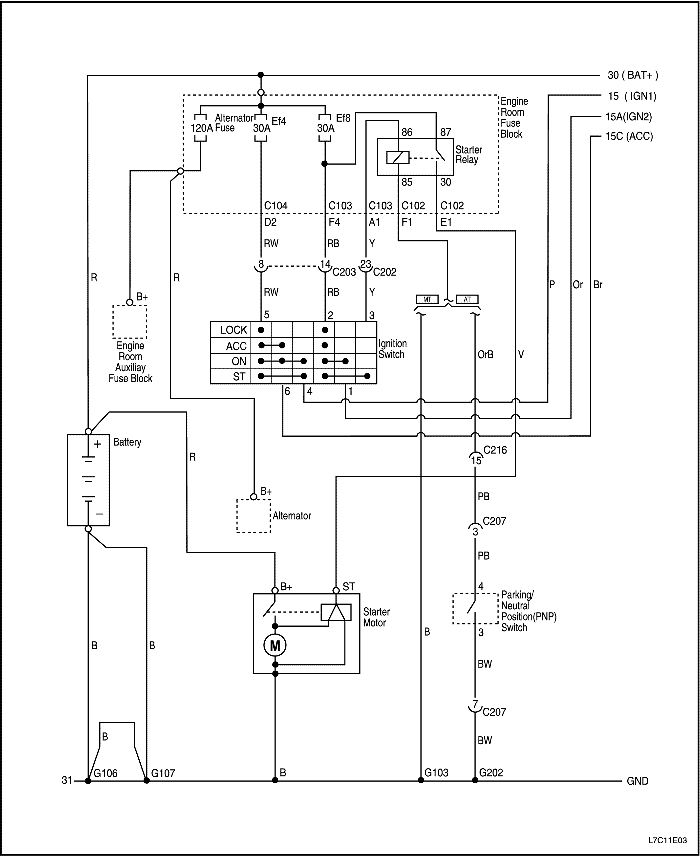 30 ( BAT+ )
15 ( IGN1)
15A(IGN2)
15C (ACC)
Engine
Room
Fuse
Block
Alternator
Fuse
120A
Ef4
30A
Ef8
30A
86
87
Starter
Relay
85
30
C104
C103
C103
C102
C102
D2
F4
A1
F1
E1
RW
RB
Y
8
14
C203
23
C202
RW
RB
Y
R
R
B+
P
Or
Br
MT
AT
5
2
3
LOCK
ACC
ON
ST
Ignition
Switch
6
4
1
Engine
Room
Auxiliay
Fuse Block
OrB
V
Battery
+
–
R
C216
15
B+
Alternator
PB
C207
3
PB
B+
ST
Starter
Motor
M
4
Parking/
Neutral
Position(PNP)
Switch
3
B
B
B
BW
7
C207
B
BW
31
G106
G107
B
G103
G202
GND
L7C11E03